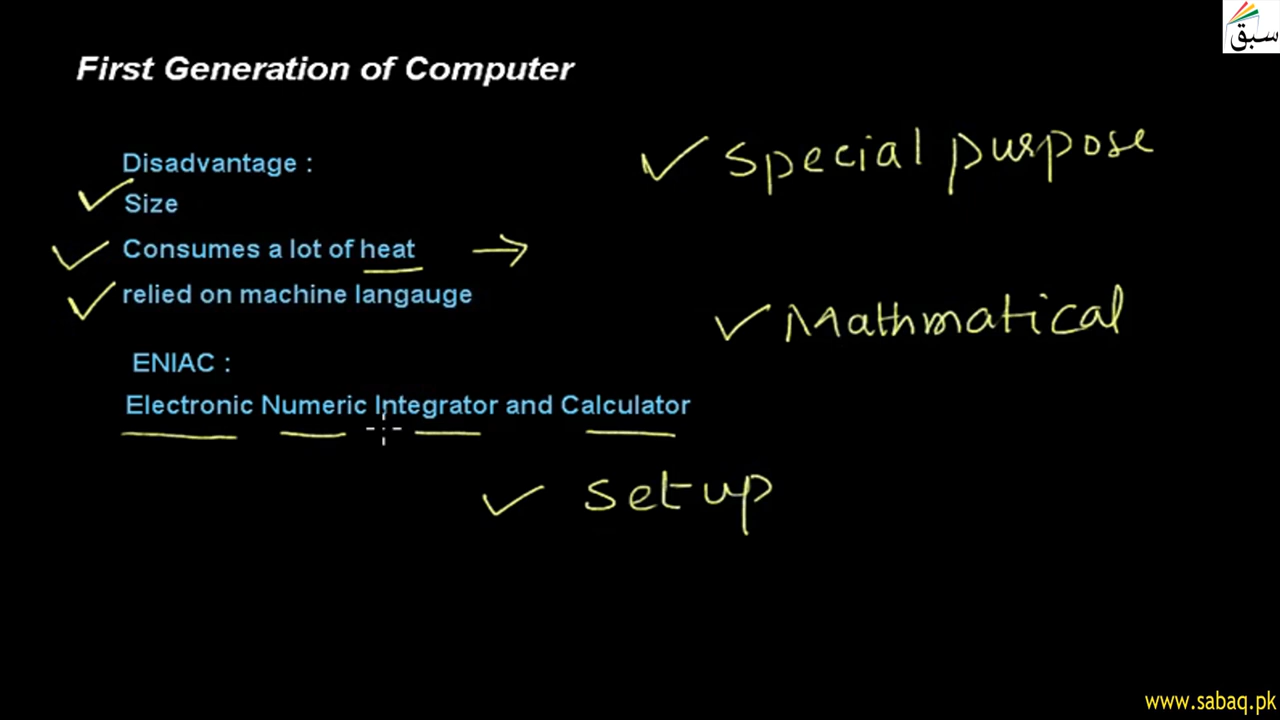 سبق
First Generation of Computer
Disadvantage :
Size
Consumes a lot of heat
relied on machine langauge
special purpose
Mathmatical
ENIAC :
Electronic Numeric Integrator and Calculator
set up
www.sabaq.pk